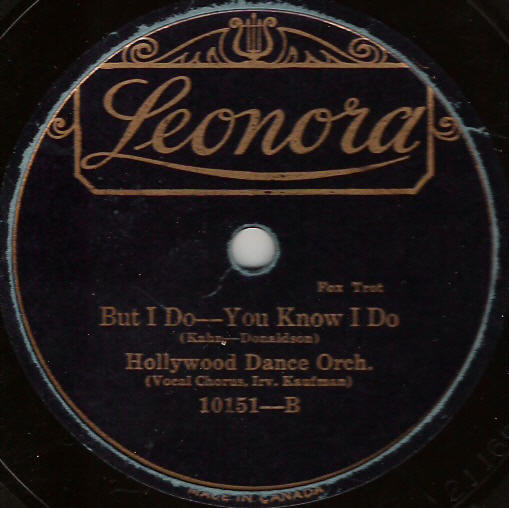 Leonora
Fox Trot
But I Do—You Know I Do
(Kahn—Donaldson)
Hollywood Dance Orch.
(Vocal Chorus, Irv. Kaufman)
10151—B
MADE IN CANADA